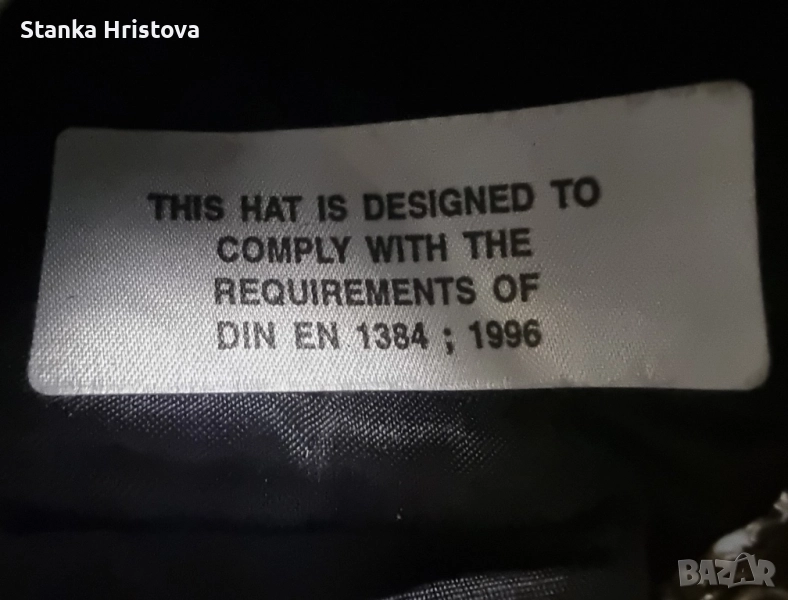 Stanka Hristova
THIS HAT IS DESIGNED TO
COMPLY WITH THE
REQUIREMENTS OF
DIN EN 1384 ; 1996
BAZAR